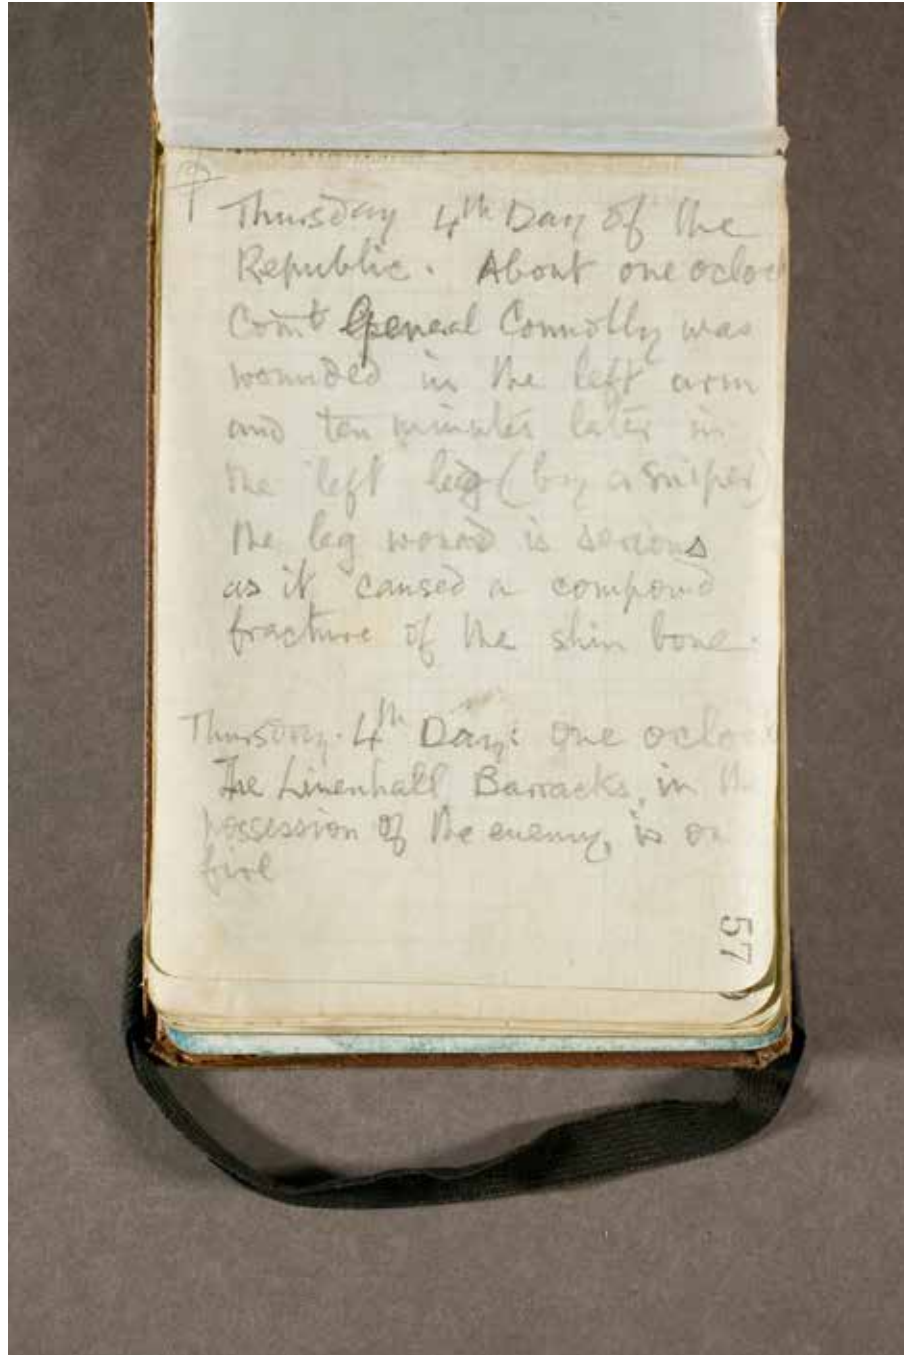 Thursday 4th Day of the
Republic. About one ocloc
Comt General Connolly was
wounded in the left arm
and ten minutes later in
the left leg (by a sniper)
the leg wound is serious
as it caused a compound
fracture of the shin bone.
Thursday. 4th Day: One oclock
The Linenhall Barracks, in the
possession of the enemy, is on
fire
57